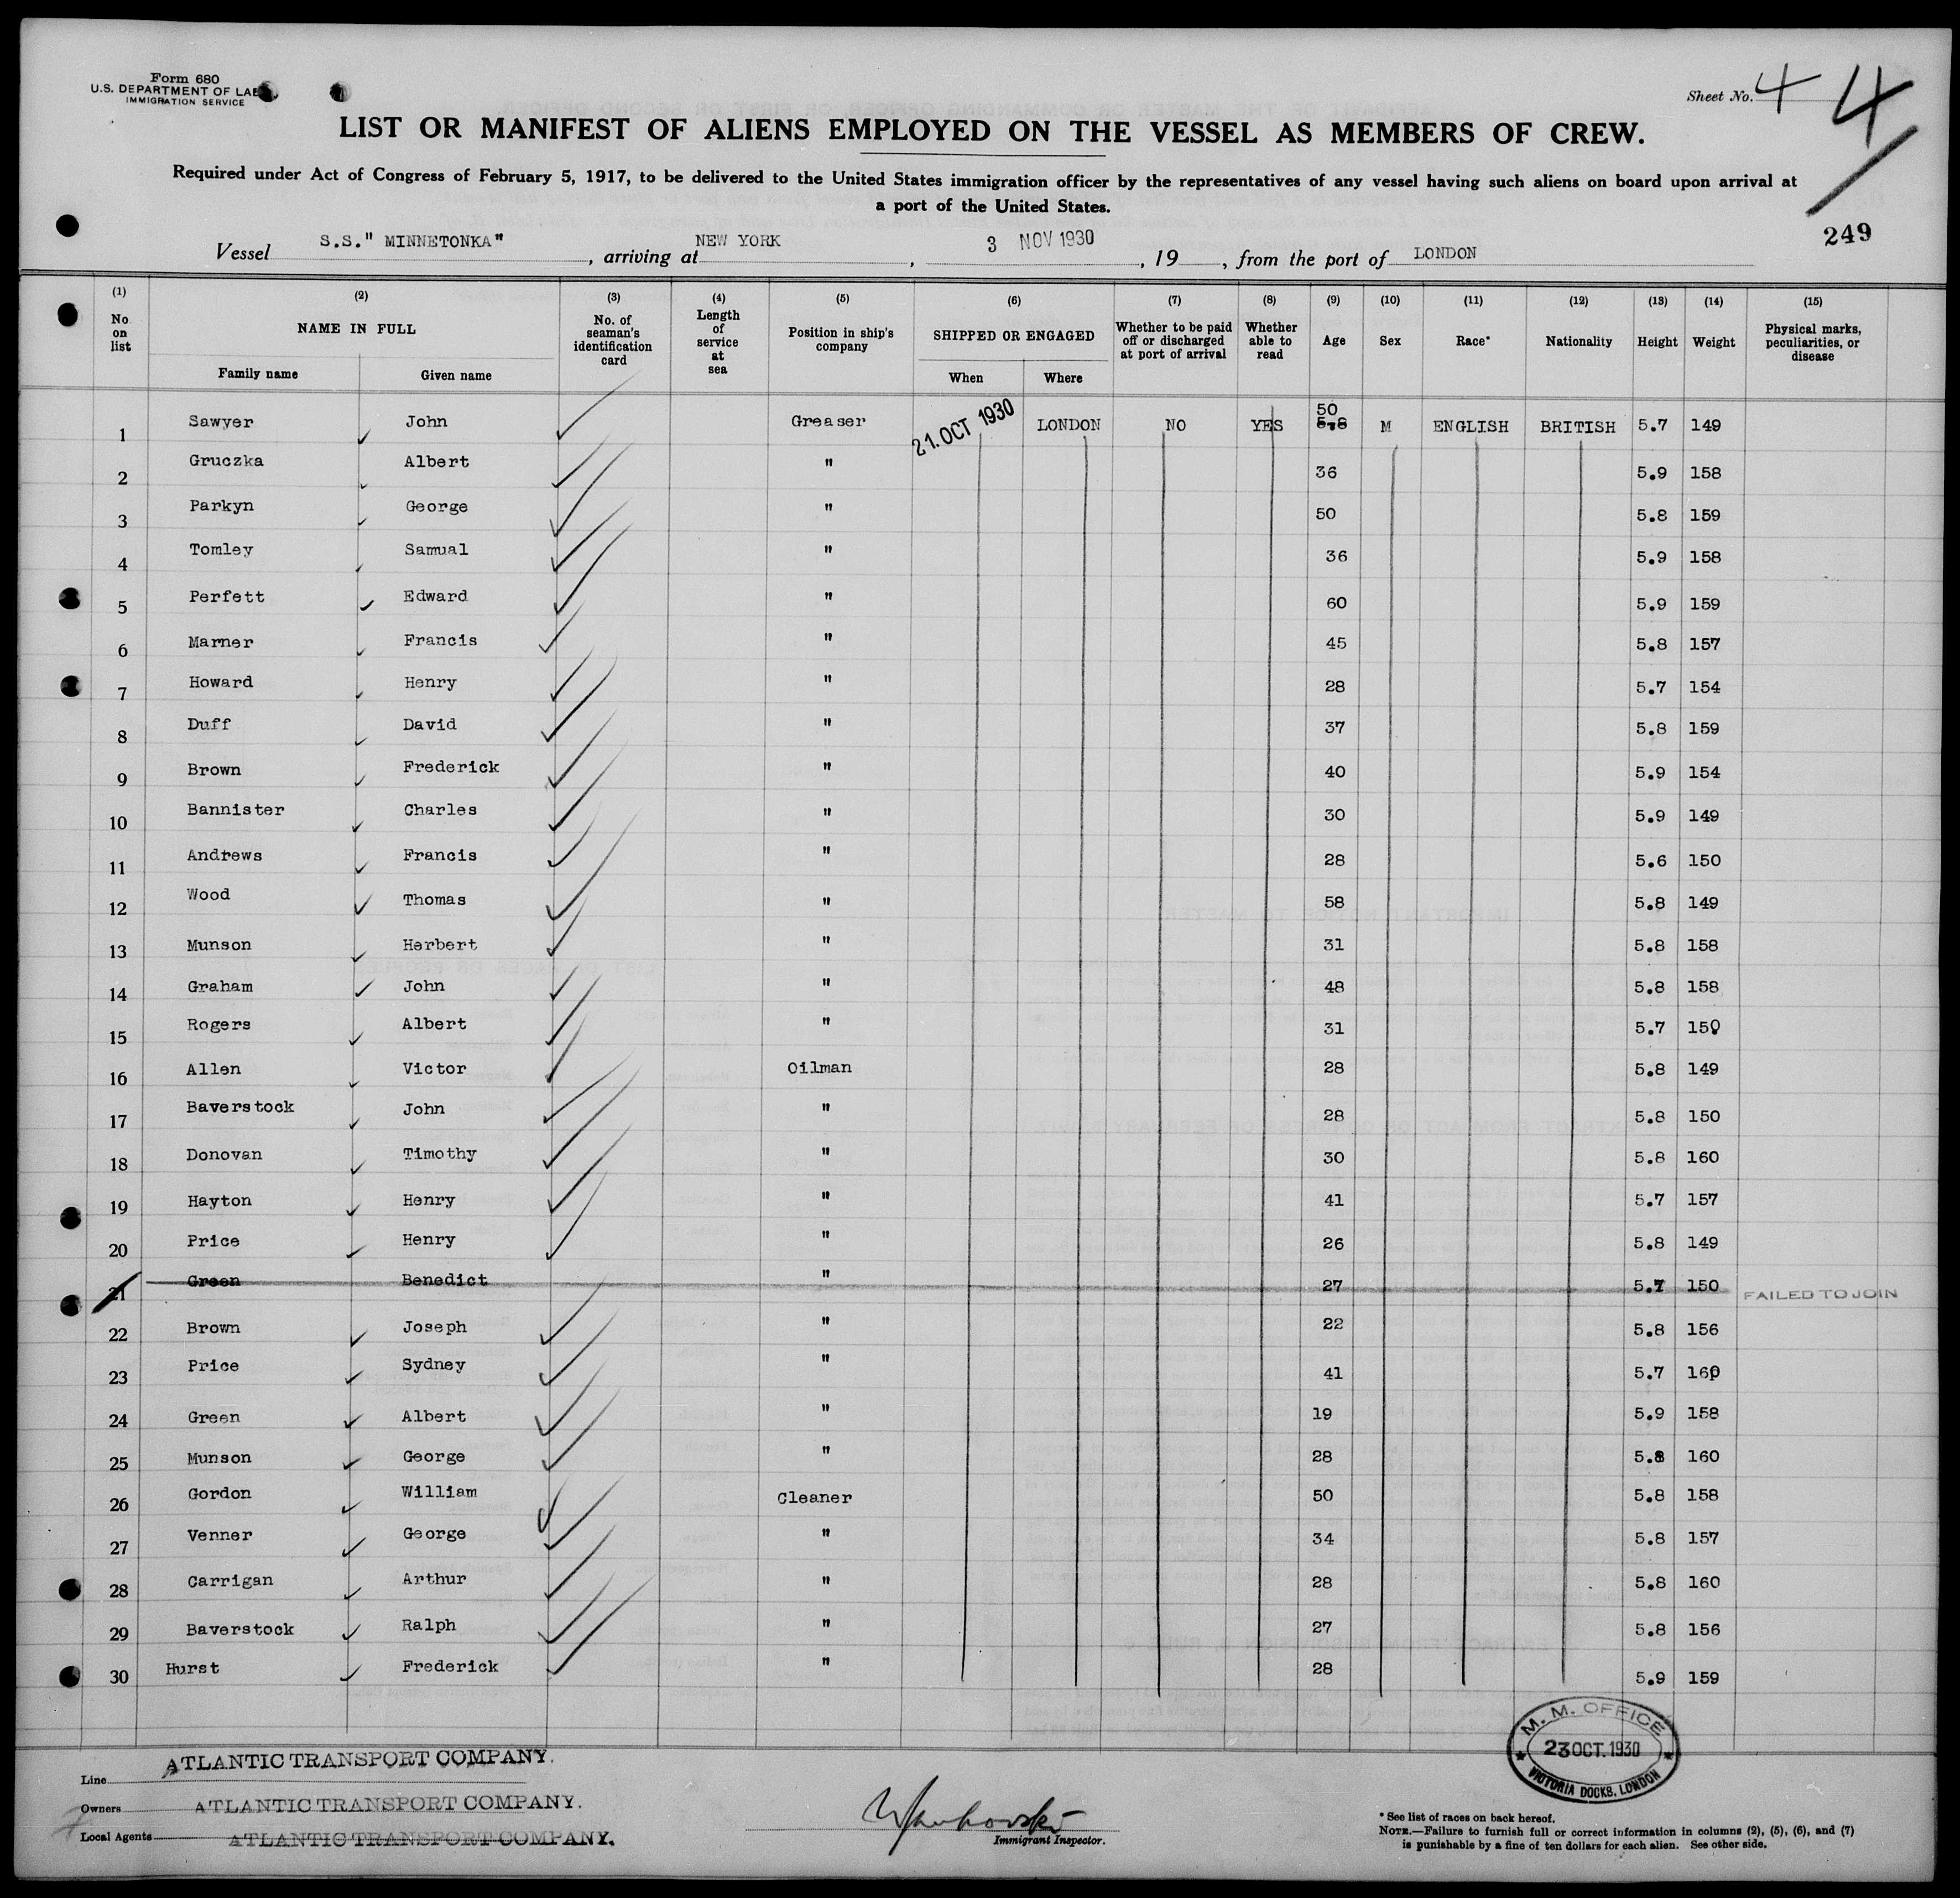 Form 680
U.S. DEPARTMENT OF LAB
IMMIGRATION SERVICE
Sheet No. 4 4
LIST OR MANIFEST OF ALIENS EMPLOYED ON THE VESSEL AS MEMBERS OF CREW.
Required under Act of Congress of February 5, 1917, to be delivered to the United States immigration officer by the representatives of any vessel having such aliens on board upon arrival at
a port of the United States.
249
Vessel S.S." MINNETONKA" , arriving at NEW YORK , 3 NOV 1930 , 19 , from the port of LONDON
(1) (2) (3) (4) (5) (6) (7) (8) (9) (10) (11) (12) (13) (14) (15)
No on list NAME IN FULL Family name Given name No. of seaman's identification card Length of service at sea Position in ship's company SHIPPED OR ENGAGED When Where Whether to be paid off or discharged at port of arrival Whether able to read Age Sex Race* Nationality Height Weight Physical marks, peculiarities, or disease
1 Sawyer John Greaser 21. OCT 1930 LONDON NO YES 50 5.8 M ENGLISH BRITISH 5.7 149
2 Gruczka Albert " 36 5.9 158
3 Parkyn George " 50 5.8 159
4 Tomley Samual " 36 5.9 158
5 Perfett Edward " 60 5.9 159
6 Marner Francis " 45 5.8 157
7 Howard Henry " 28 5.7 154
8 Duff David " 37 5.8 159
9 Brown Frederick " 40 5.9 154
10 Bannister Charles " 30 5.9 149
11 Andrews Francis " 28 5.6 150
12 Wood Thomas " 58 5.8 149
13 Munson Herbert " 31 5.8 158
14 Graham John " 48 5.8 158
15 Rogers Albert " 31 5.7 150
16 Allen Victor Oilman 28 5.8 149
17 Baverstock John " 28 5.8 150
18 Donovan Timothy " 30 5.8 160
19 Hayton Henry " 41 5.7 157
20 Price Henry " 26 5.8 149
21 Green Benedict " 27 5.7 150 FAILED TO JOIN
22 Brown Joseph " 22 5.8 156
23 Price Sydney " 41 5.7 160
24 Green Albert " 19 5.9 158
25 Munson George " 28 5.8 160
26 Gordon William Cleaner 50 5.8 158
27 Venner George " 34 5.8 157
28 Carrigan Arthur " 28 5.8 160
29 Baverstock Ralph " 27 5.8 156
30 Hurst Frederick " 28 5.9 159
M. M. OFFICE
23 OCT. 1930
VICTORIA DOCKS, LONDON
Line ATLANTIC TRANSPORT COMPANY.
Owners ATLANTIC TRANSPORT COMPANY.
Local Agents ATLANTIC TRANSPORT COMPANY.
Immigrant Inspector.
* See list of races on back hereof.
NOTE.—Failure to furnish full or correct information in columns (2), (5), (6), and (7)
is punishable by a fine of ten dollars for each alien. See other side.